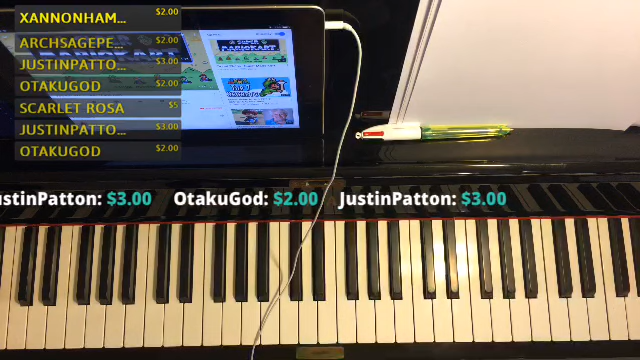 XANNONHAM... $2.00
ARCHSAGEPE... $2.00
JUSTINPATTO... $3.00
OTAKUGOD $2.00
SCARLET ROSA $5
JUSTINPATTO... $3.00
OTAKUGOD $2.00
MARIOKART
ustinPatton: $3.00 OtakuGod: $2.00 JustinPatton: $3.00